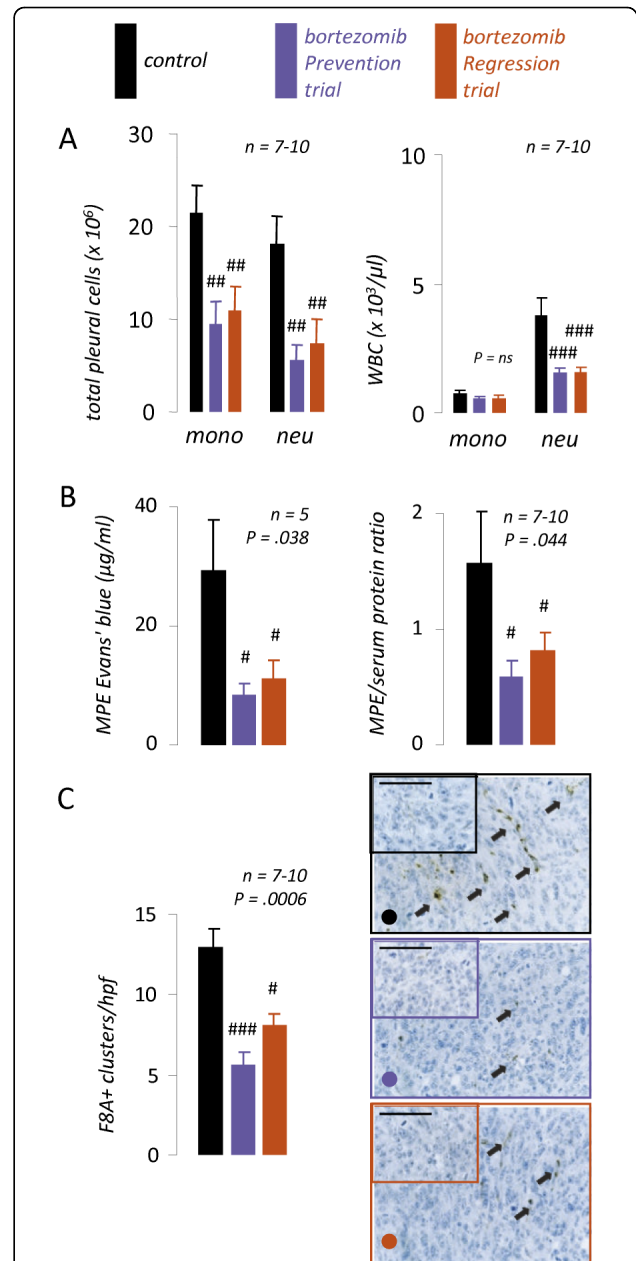 control
bortezomib
Prevention
trial
bortezomib
Regression
trial
A
total pleural cells (x 10⁶)
30
20
10
0
n = 7-10
##
##
##
##
mono
neu
WBC (x 10³/µl)
10
5
0
n = 7-10
P = ns
###
###
mono
neu
B
MPE Evans' blue (µg/ml)
40
20
0
n = 5
P = .038
#
#
MPE/serum protein ratio
2
1
0
n = 7-10
P = .044
#
#
C
F8A+ clusters/hpf
15
10
5
0
n = 7-10
P = .0006
###
#